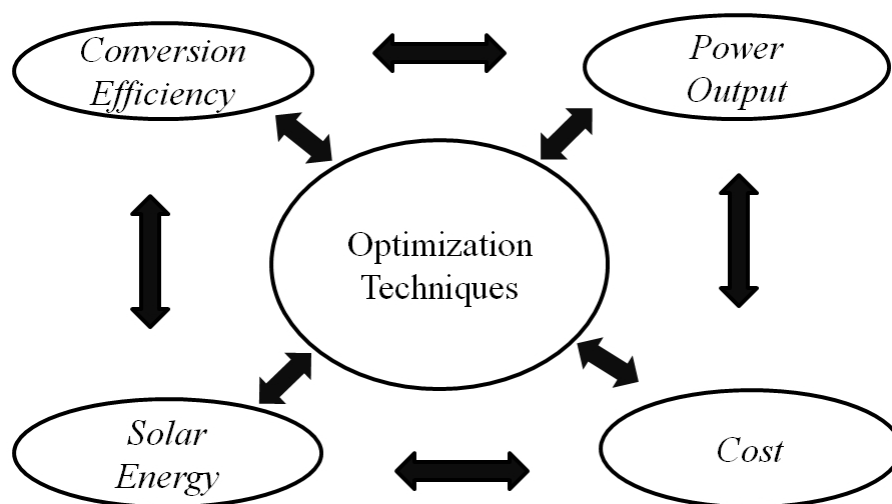 Conversion
Efficiency
Power
Output
Optimization
Techniques
Solar
Energy
Cost